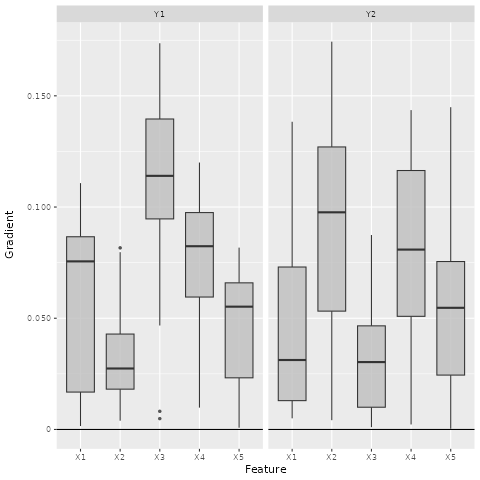 Y1 Y2
0.150
0.100
0.050
0
Gradient
X1 X2 X3 X4 X5 X1 X2 X3 X4 X5
Feature